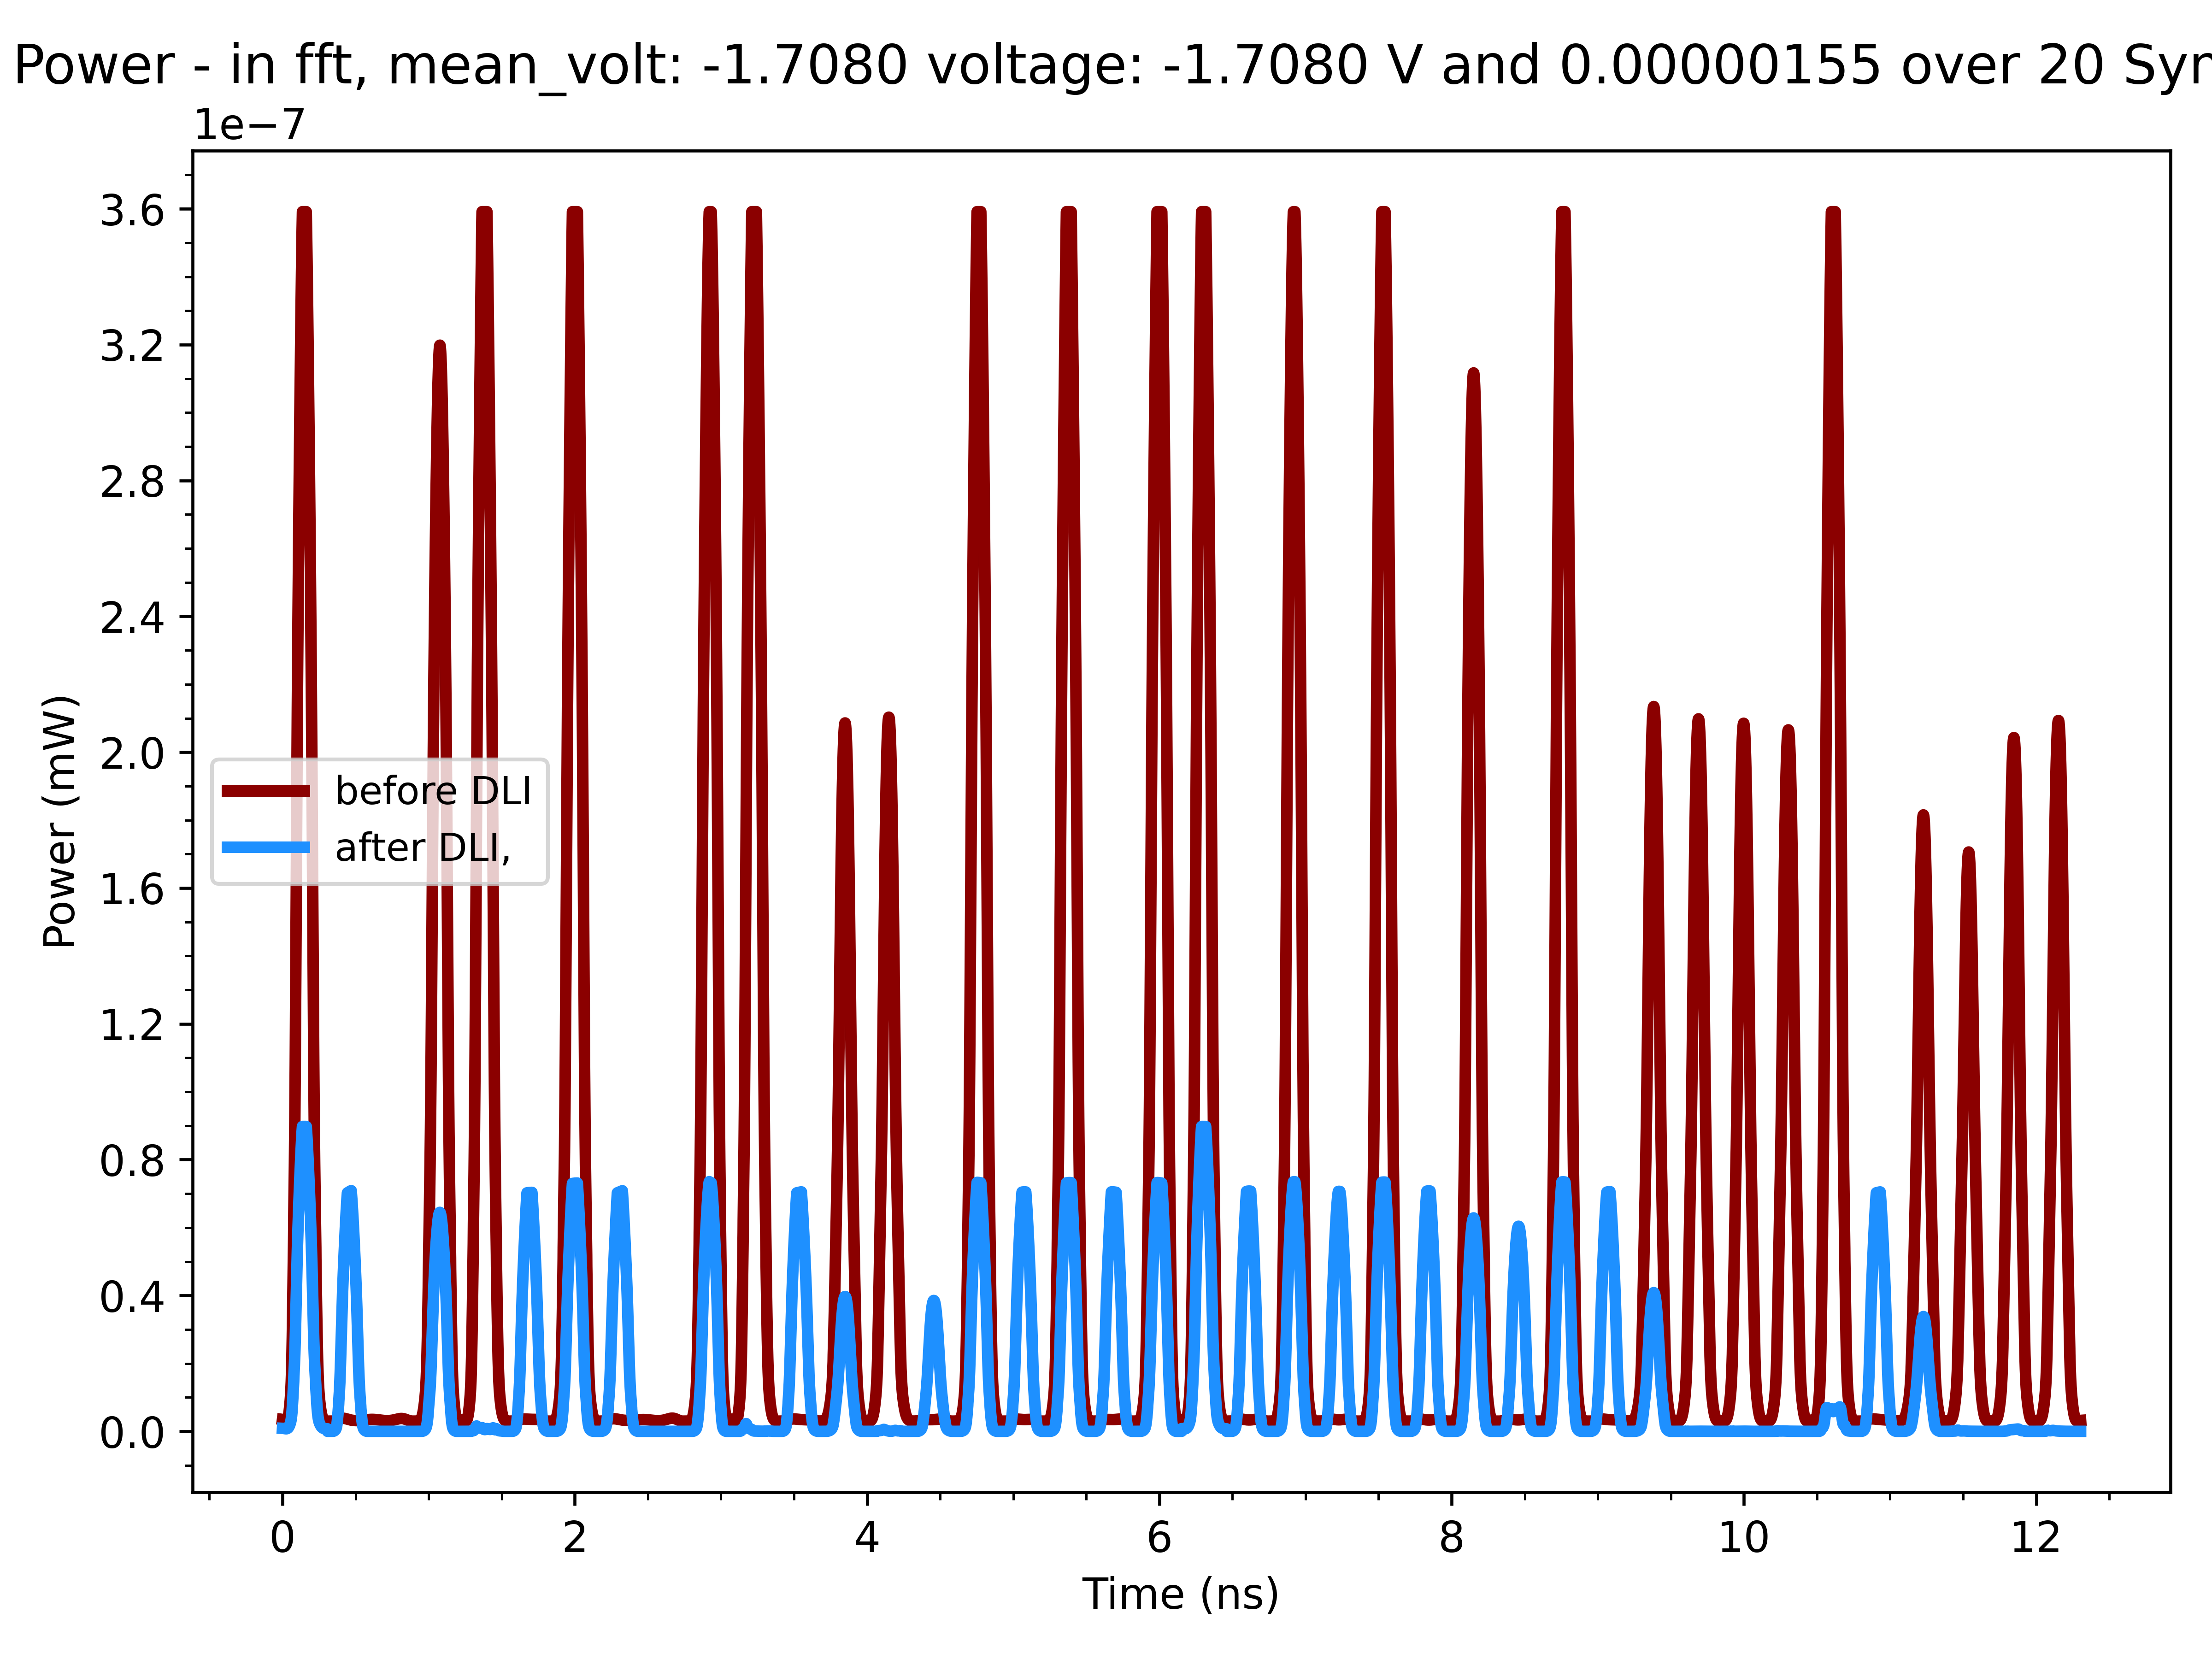 Power - in fft, mean_volt: -1.7080 voltage: -1.7080 V and 0.00000155 over 20
1e−7
3.6
3.2
2.8
2.4
2.0
1.6
1.2
0.8
0.4
0.0
Power (mW)
before DLI
after DLI,
0 2 4 6 8 10 12
Time (ns)